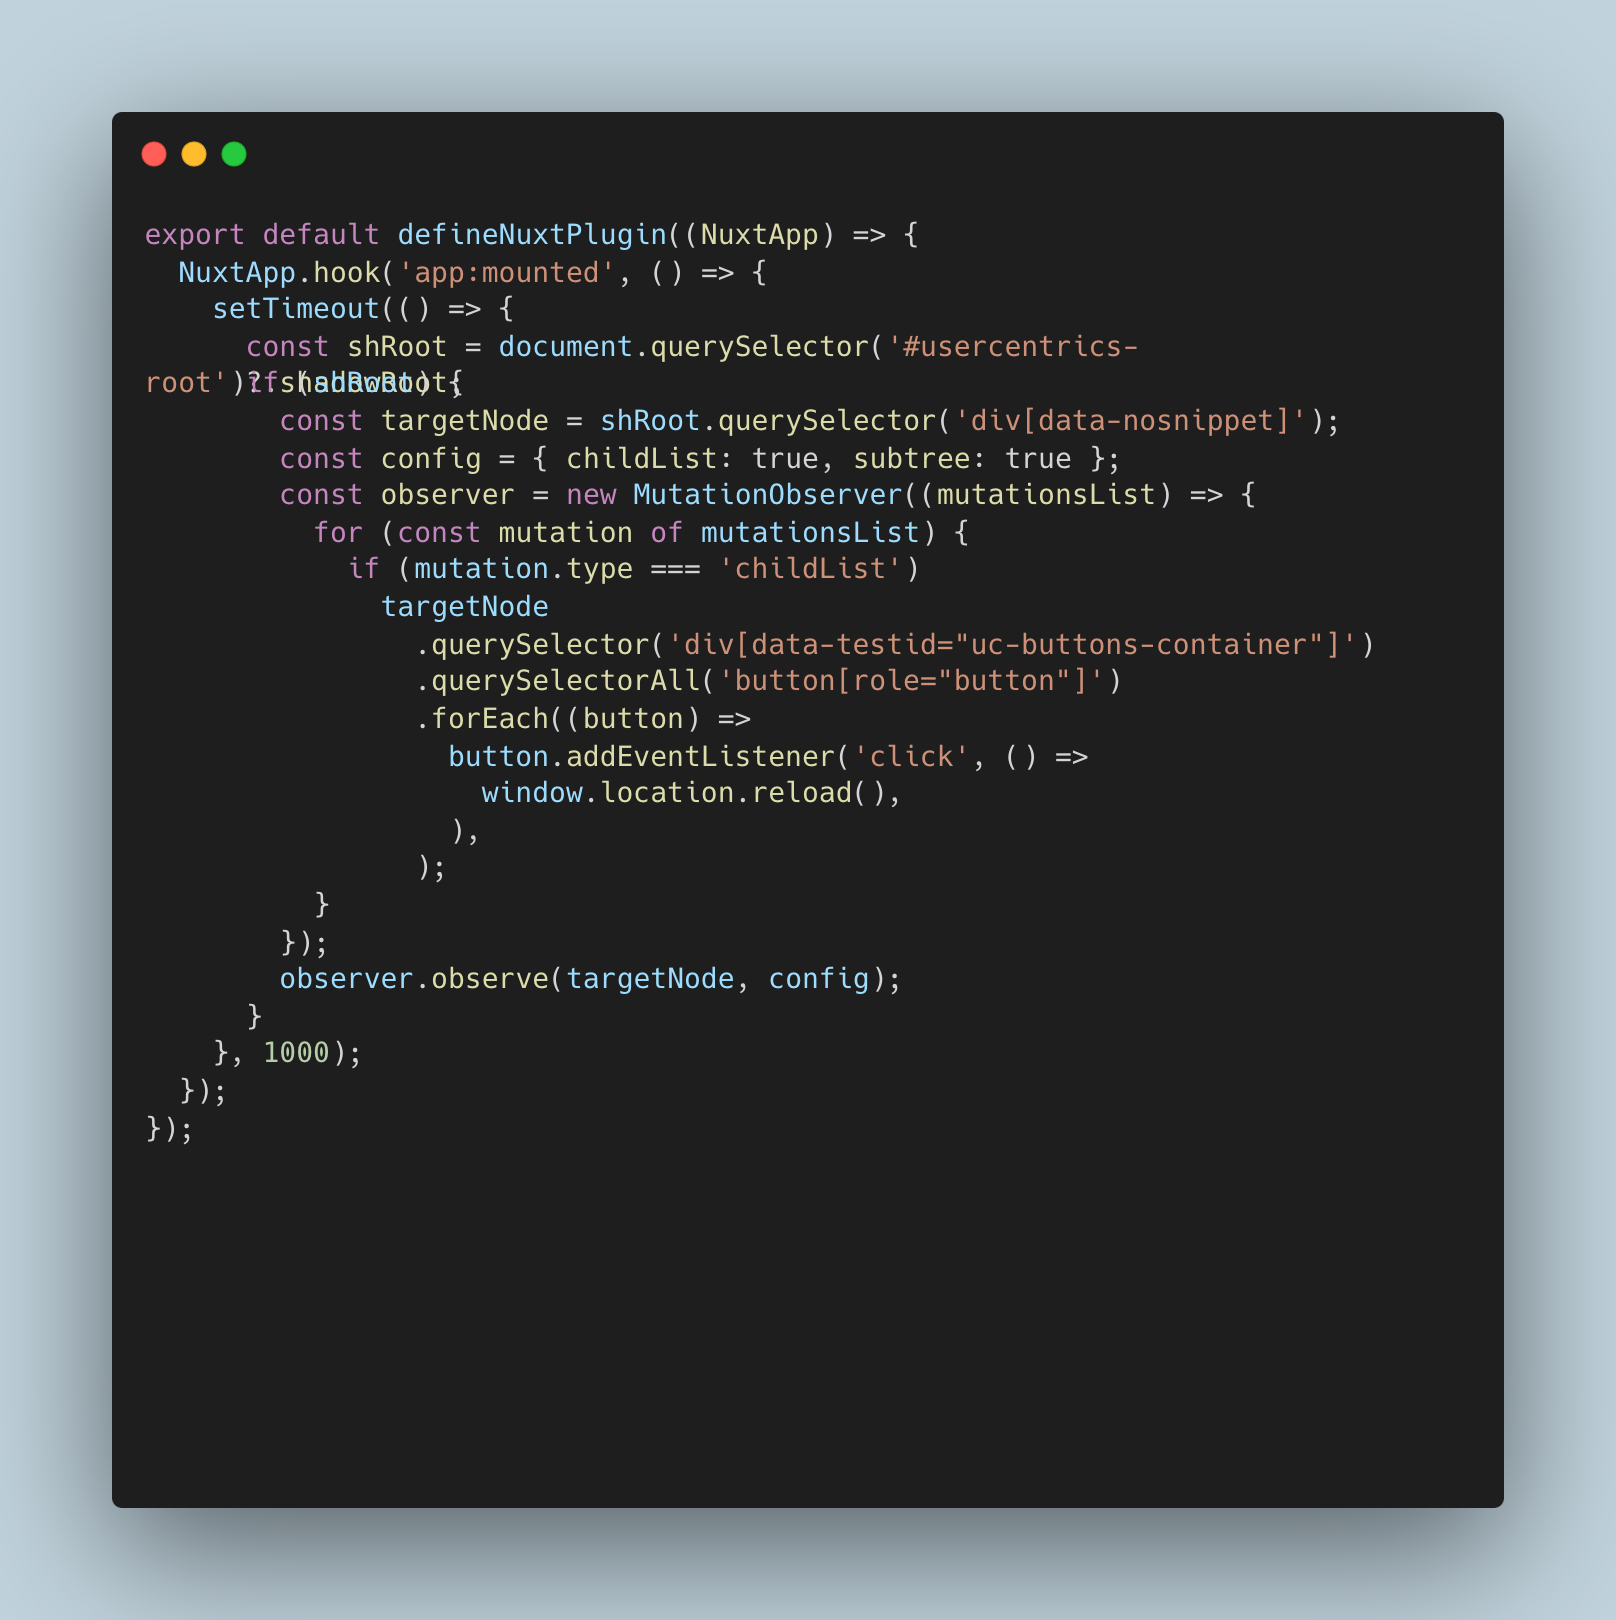 export default defineNuxtPlugin((NuxtApp) => {
  NuxtApp.hook('app:mounted', () => {
    setTimeout(() => {
      const shRoot = document.querySelector('#usercentrics-
root')?.shadowRoot;
      if (shRoot) {
        const targetNode = shRoot.querySelector('div[data-nosnippet]');
        const config = { childList: true, subtree: true };
        const observer = new MutationObserver((mutationsList) => {
          for (const mutation of mutationsList) {
            if (mutation.type === 'childList')
              targetNode
                .querySelector('div[data-testid="uc-buttons-container"]')
                .querySelectorAll('button[role="button"]')
                .forEach((button) =>
                  button.addEventListener('click', () =>
                    window.location.reload(),
                  ),
                );
          }
        });
        observer.observe(targetNode, config);
      }
    }, 1000);
  });
});